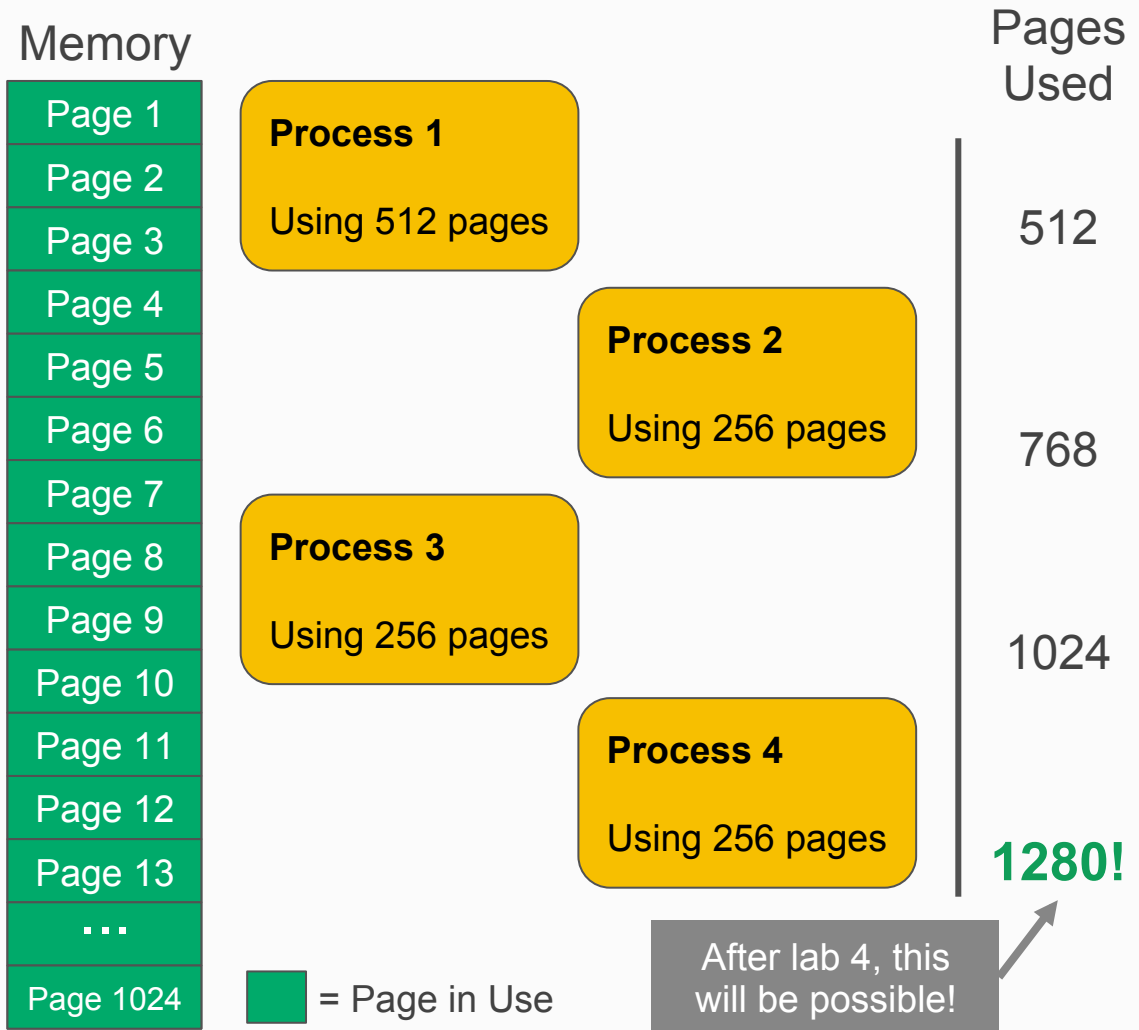 Memory
Page 1
Page 2
Page 3
Page 4
Page 5
Page 6
Page 7
Page 8
Page 9
Page 10
Page 11
Page 12
Page 13
...
Page 1024
Process 1
Using 512 pages
Process 2
Using 256 pages
Process 3
Using 256 pages
Process 4
Using 256 pages
= Page in Use
Pages
Used
512
768
1024
1280!
After lab 4, this
will be possible!